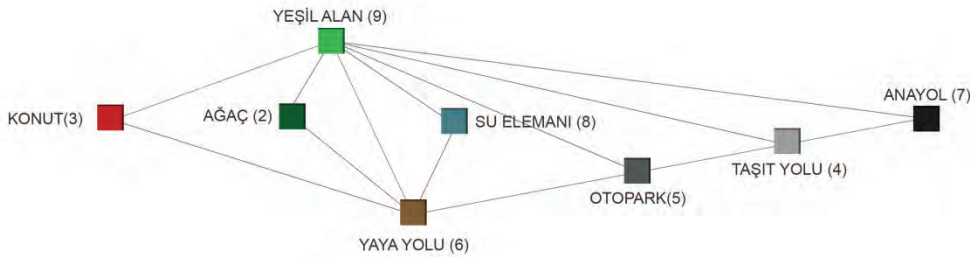 YEŞİL ALAN (9)
KONUT(3)
AĞAÇ (2)
SU ELEMANI (8)
ANAYOL (7)
TAŞIT YOLU (4)
OTOPARK(5)
YAYA YOLU (6)